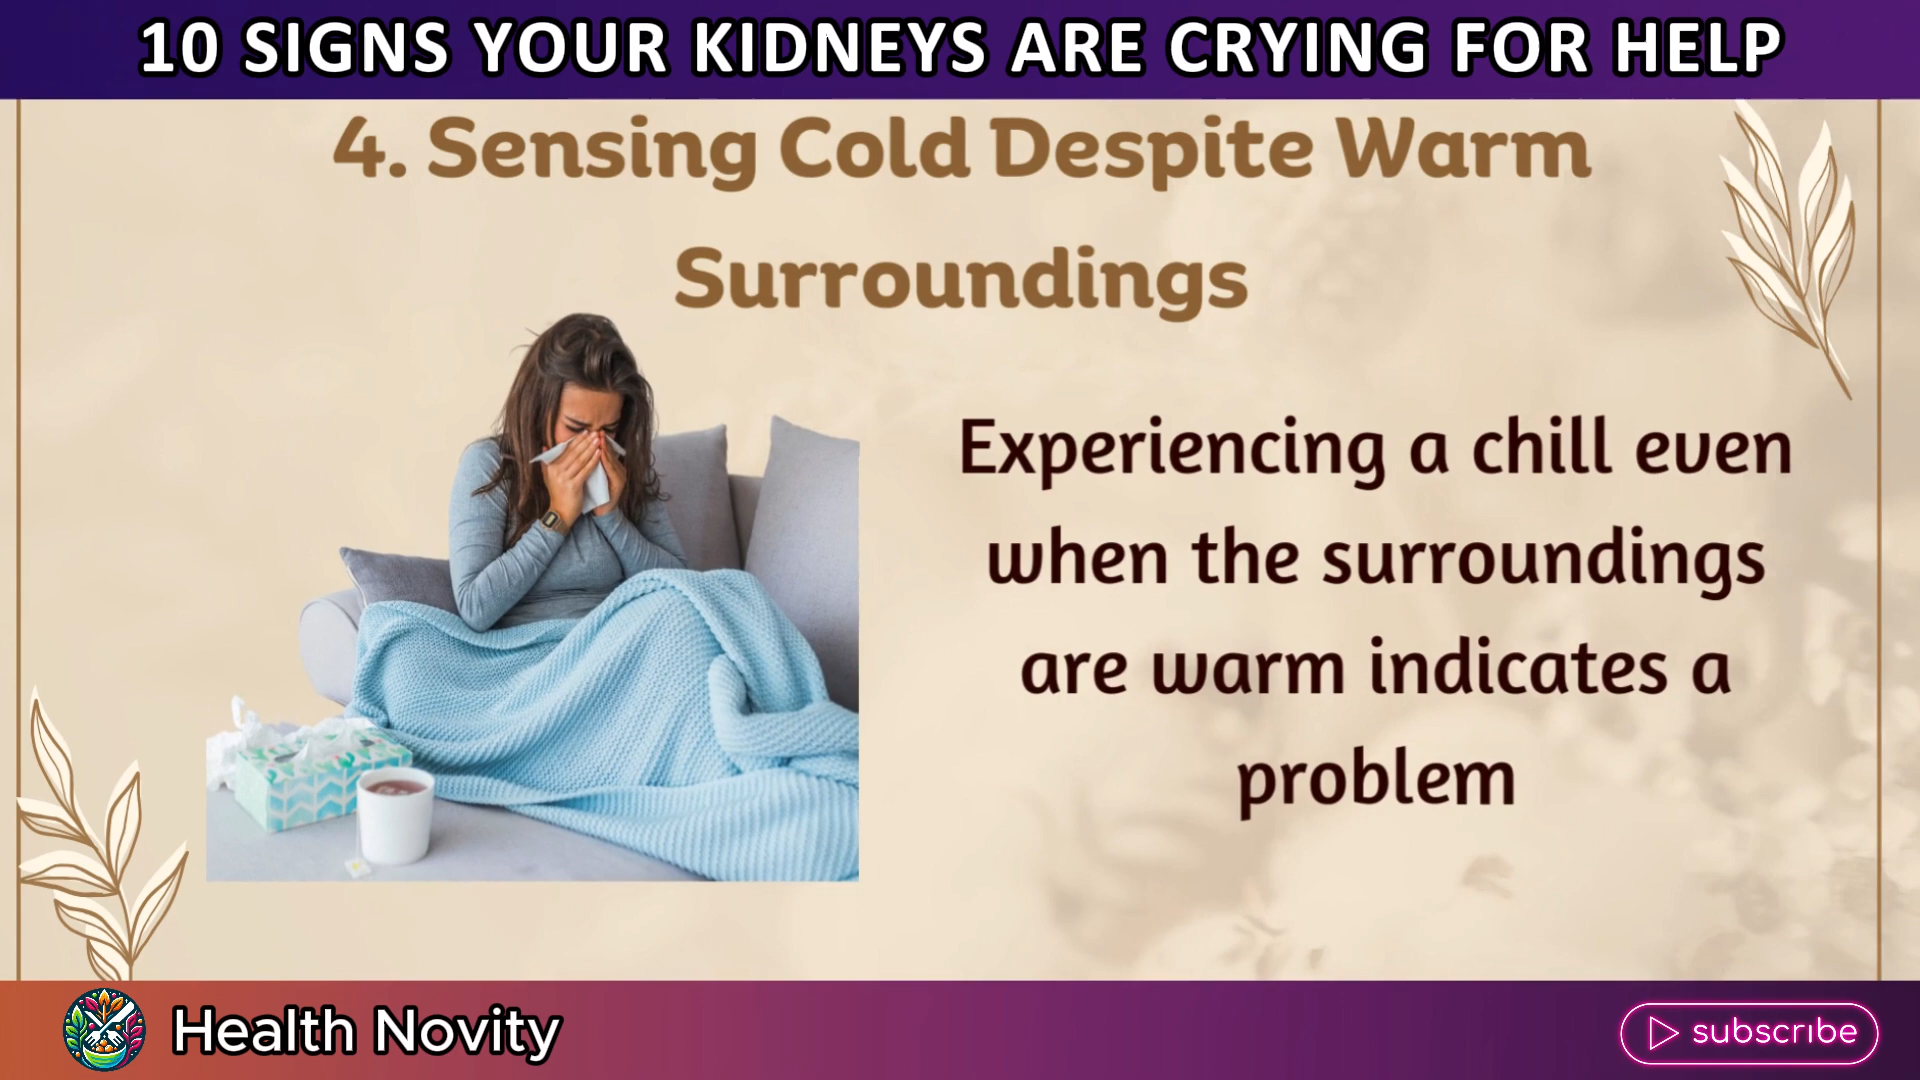 10 SIGNS YOUR KIDNEYS ARE CRYING FOR HELP
4. Sensing Cold Despite Warm
Surroundings
Experiencing a chill even
when the surroundings
are warm indicates a
problem
Health Novity
subscribe